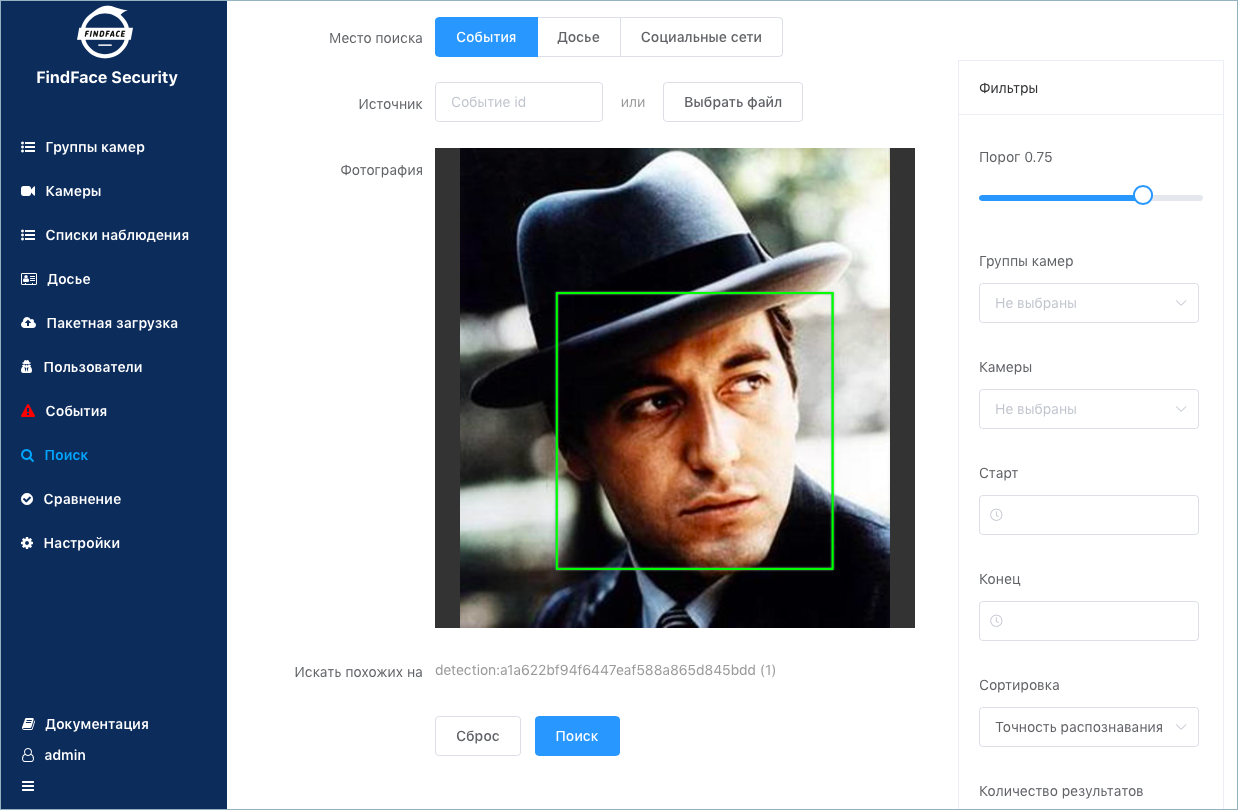 FINDFACE
FindFace Security
Группы камер
Камеры
Списки наблюдения
Досье
Пакетная загрузка
Пользователи
События
Поиск
Сравнение
Настройки
Документация
admin
Место поиска
События
Досье
Социальные сети
Источник
Событие id
или
Выбрать файл
Фотография
Искать похожих на
detection:a1a622bf94f6447eaf588a865d845bdd (1)
Сброс
Поиск
Фильтры
Порог 0.75
Группы камер
Не выбраны
Камеры
Не выбраны
Старт
Конец
Сортировка
Точность распознавания
Количество результатов